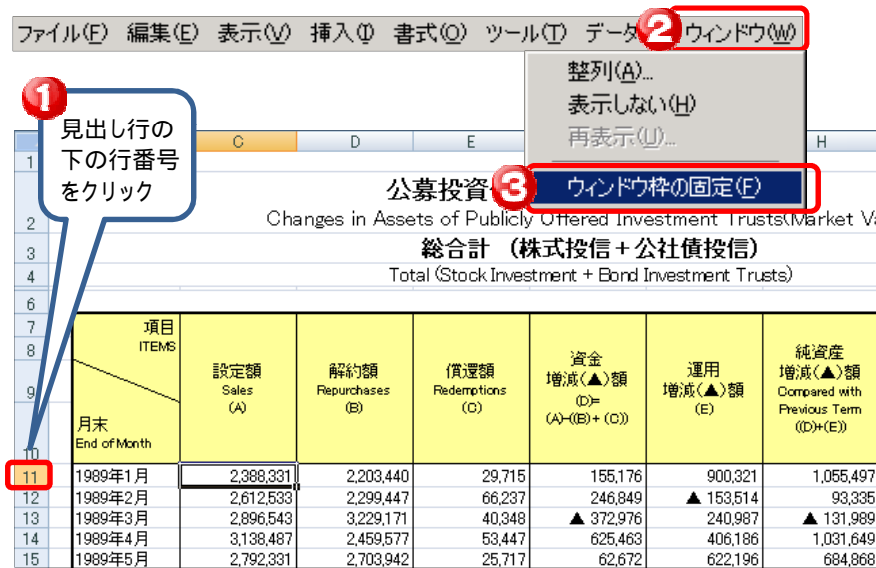 ファイル(F) 編集(E) 表示(V) 挿入(I) 書式(O) ツール(T) データ 2 ウィンドウ(W)
整列(A)...
表示しない(H)
再表示(U)...
3 ウィンドウ枠の固定(F)
1
見出し行の
下の行番号
をクリック
C D E H
1
公募投資
2 Changes in Assets of Publicly Offered Investment Trusts(Market Va
3 総合計 (株式投信+公社債投信)
4 Total (Stock Investment + Bond Investment Trusts)
6
7 項目
8 ITEMS
9
10
月末
End of Month
設定額
Sales
(A)
解約額
Repurchases
(B)
償還額
Redemptions
(C)
資金
増減(▲)額
(D)=
(A)-((B)+(C))
運用
増減(▲)額
(E)
純資産
増減(▲)額
Compared with
Previous Term
((D)+(E))
11 1989年1月 2,388,331 2,203,440 29,715 155,176 900,321 1,055,497
12 1989年2月 2,612,533 2,299,447 66,237 246,849 ▲ 153,514 93,335
13 1989年3月 2,896,543 3,229,171 40,348 ▲ 372,976 240,987 ▲ 131,989
14 1989年4月 3,138,487 2,459,577 53,447 625,463 406,186 1,031,649
15 1989年5月 2,792,331 2,703,942 25,717 62,672 622,196 684,868